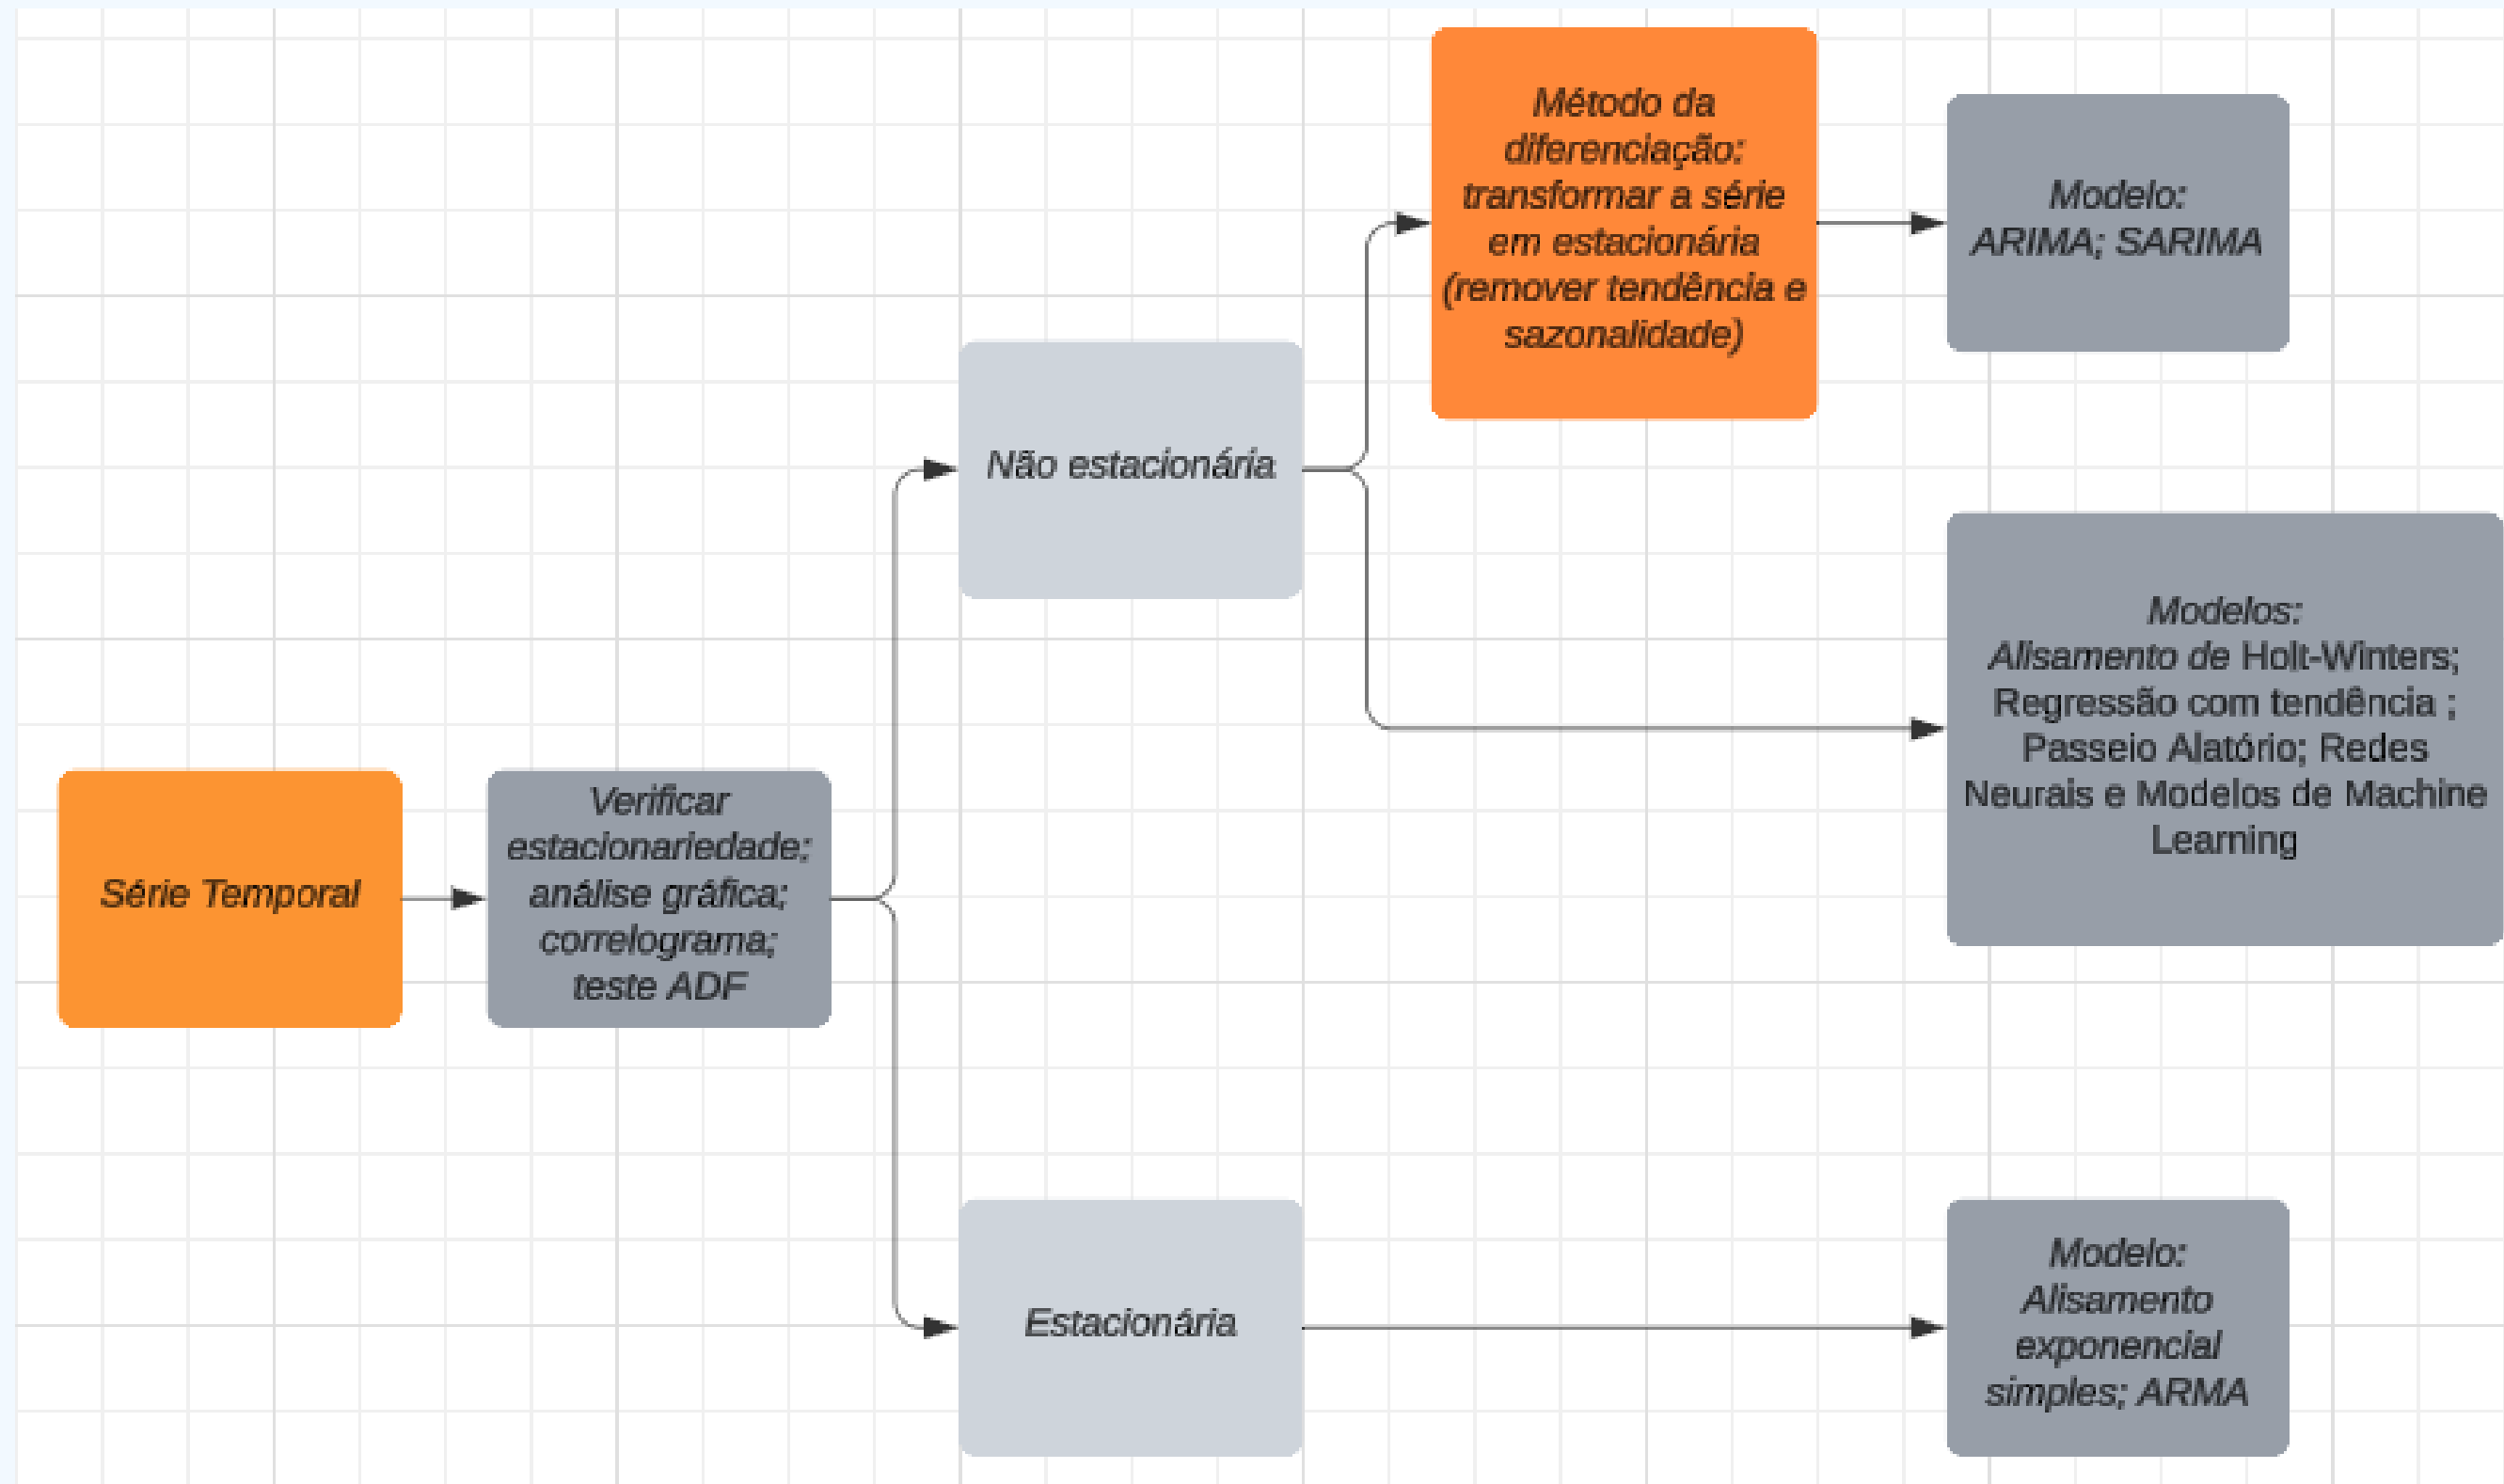 Método da
diferenciação:
transformar a série
em estacionária
(remover tendência e
sazonalidade)
Modelo:
ARIMA; SARIMA
Não estacionária
Modelos:
Alisamento de Holt-Winters;
Regressão com tendência ;
Passeio Alatório; Redes
Neurais e Modelos de Machine
Learning
Série Temporal
Verificar
estacionariedade;
análise gráfica;
correlograma;
teste ADF
Estacionária
Modelo:
Alisamento
exponencial
simples; ARMA